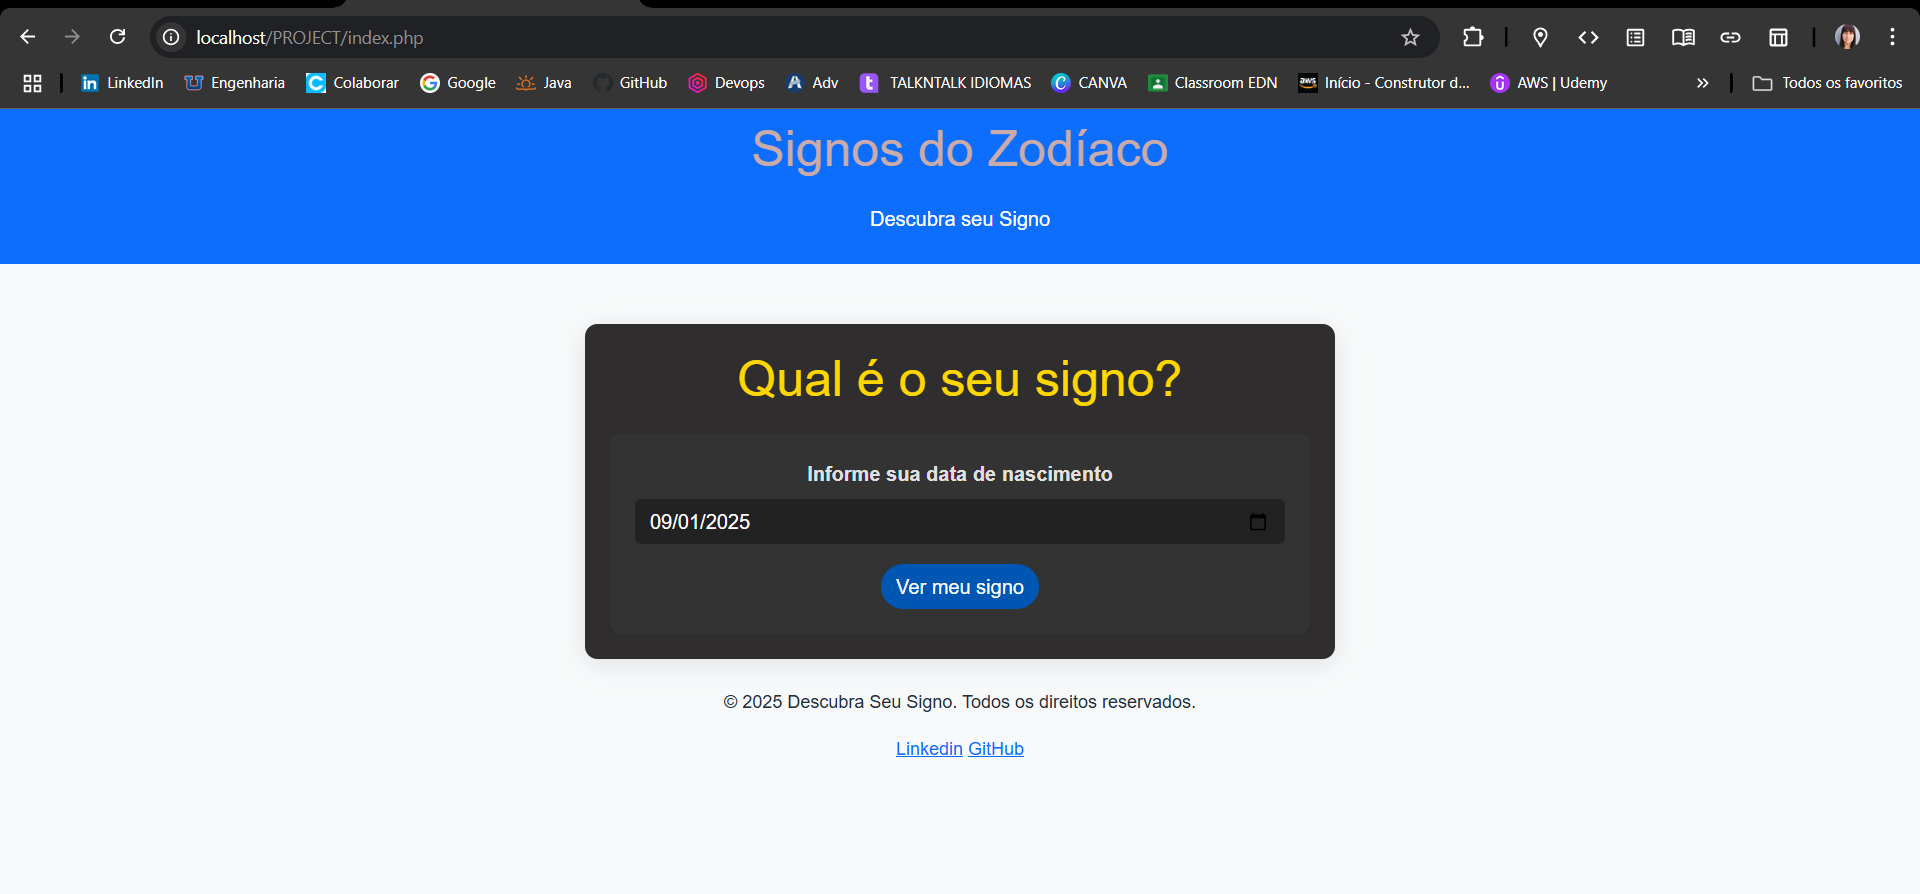 localhost/PROJECT/index.php
LinkedIn Engenharia Colaborar Google Java GitHub Devops Adv TALKNTALK IDIOMAS CANVA Classroom EDN Início - Construtor d... AWS | Udemy » Todos os favoritos
Signos do Zodíaco
Descubra seu Signo
Qual é o seu signo?
Informe sua data de nascimento
09/01/2025
Ver meu signo
© 2025 Descubra Seu Signo. Todos os direitos reservados.
Linkedin GitHub